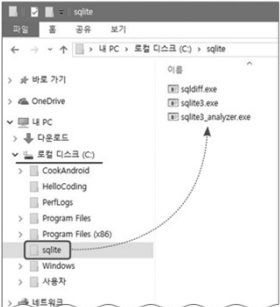 sqlite
파일 홈 공유 보기
내 PC > 로컬 디스크 (C:) > sqlite
이름
바로 가기
OneDrive
내 PC
다운로드
로컬 디스크 (C:)
CookAndroid
HelloCoding
PerfLogs
Program Files
Program Files (x86)
sqlite
Windows
사용자
네트워크
sqldiff.exe
sqlite3.exe
sqlite3_analyzer.exe